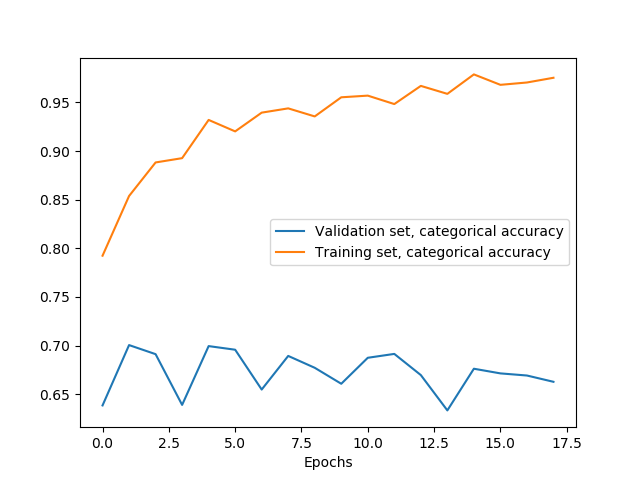 0.95
0.90
0.85
0.80
0.75
0.70
0.65
Validation set, categorical accuracy
Training set, categorical accuracy
0.0 2.5 5.0 7.5 10.0 12.5 15.0 17.5
Epochs